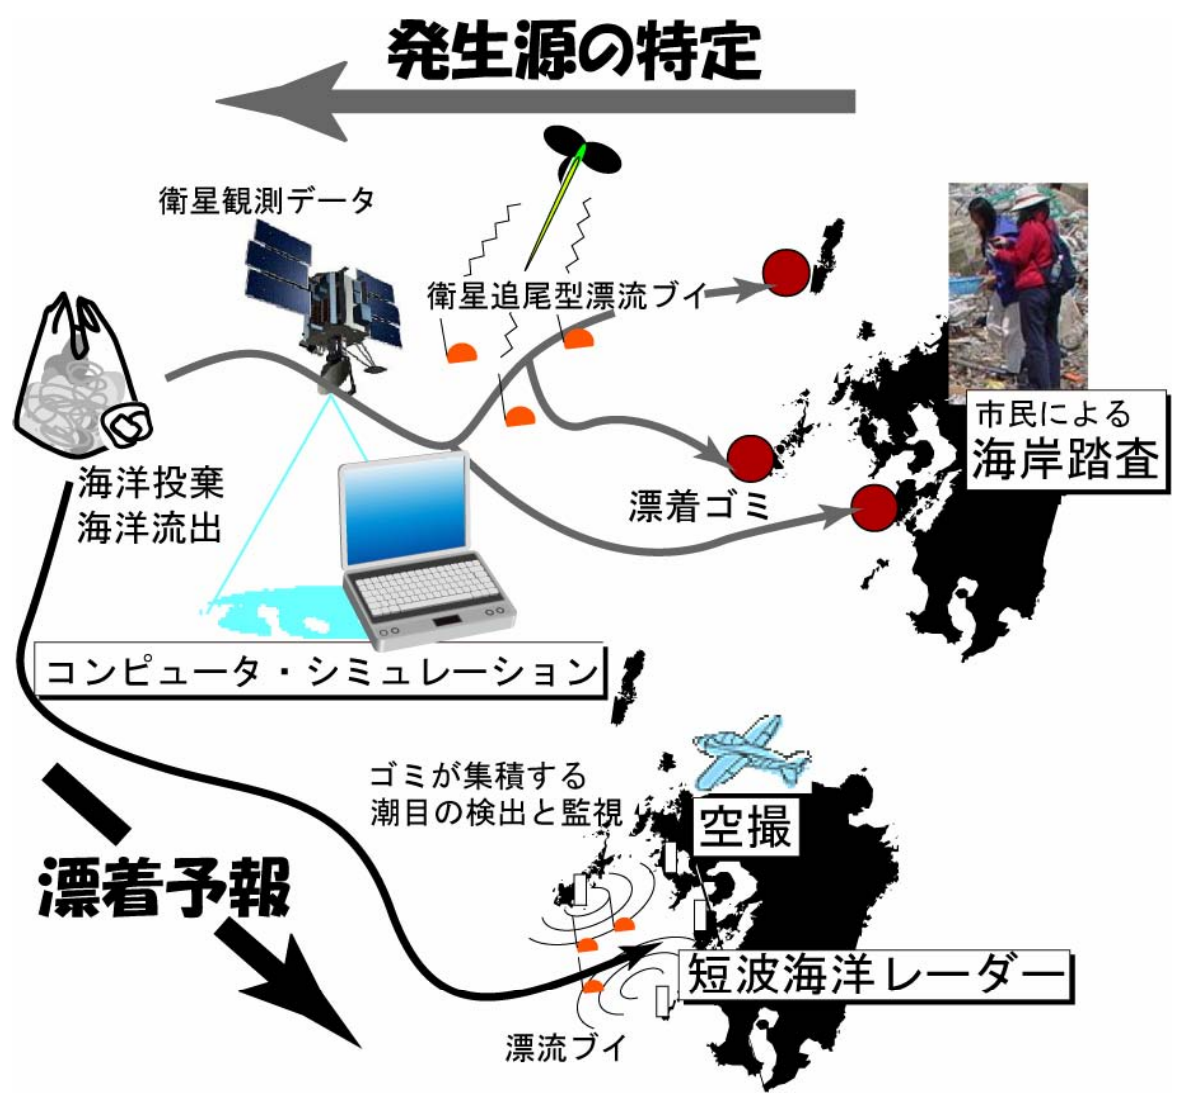 発生源の特定
衛星観測データ
衛星追尾型漂流ブイ
市民による
海岸踏査
海洋投棄
海洋流出
漂着ゴミ
コンピュータ・シミュレーション
ゴミが集積する
潮目の検出と監視
空撮
漂着予報
短波海洋レーダー
漂流ブイ